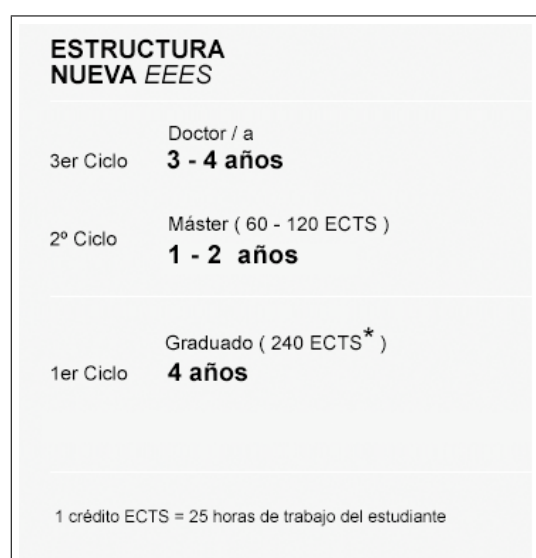 ESTRUCTURA
NUEVA EEES
Doctor / a
3er Ciclo
3 - 4 años
Máster ( 60 - 120 ECTS )
2º Ciclo
1 - 2 años
Graduado ( 240 ECTS* )
1er Ciclo
4 años
1 crédito ECTS = 25 horas de trabajo del estudiante